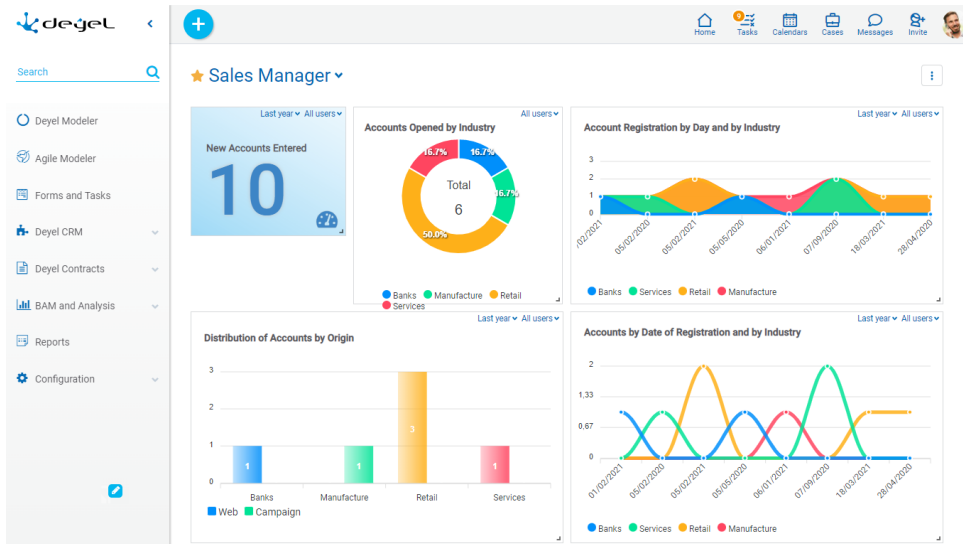 deyel
Home
9
Tasks
Calendars
Cases
Messages
Invite
Search
Sales Manager
Deyel Modeler
Agile Modeler
Forms and Tasks
Deyel CRM
Deyel Contracts
BAM and Analysis
Reports
Configuration
Last year All users
New Accounts Entered
10
All users
Accounts Opened by Industry
16.7% 16.7%
16.7%
50.0%
Total
6
Banks Manufacture Retail
Services
Last year All users
Account Registration by Day and by Industry
3
2
1
0
/02/2021 05/02/2020 05/02/2021 05/05/2020 06/01/2021 07/09/2020 18/03/2021 28/04/2020
Banks Services Retail Manufacture
Last year All users
Distribution of Accounts by Origin
3
2
1
0
1 1 3 1
Banks Manufacture Retail Services
Web Campaign
Last year All users
Accounts by Date of Registration and by Industry
2
1,33
0,67
0
01/02/2021 05/02/2020 05/02/2021 05/05/2020 06/01/2021 07/09/2020 18/03/2021 28/04/2020
Banks Services Retail Manufacture